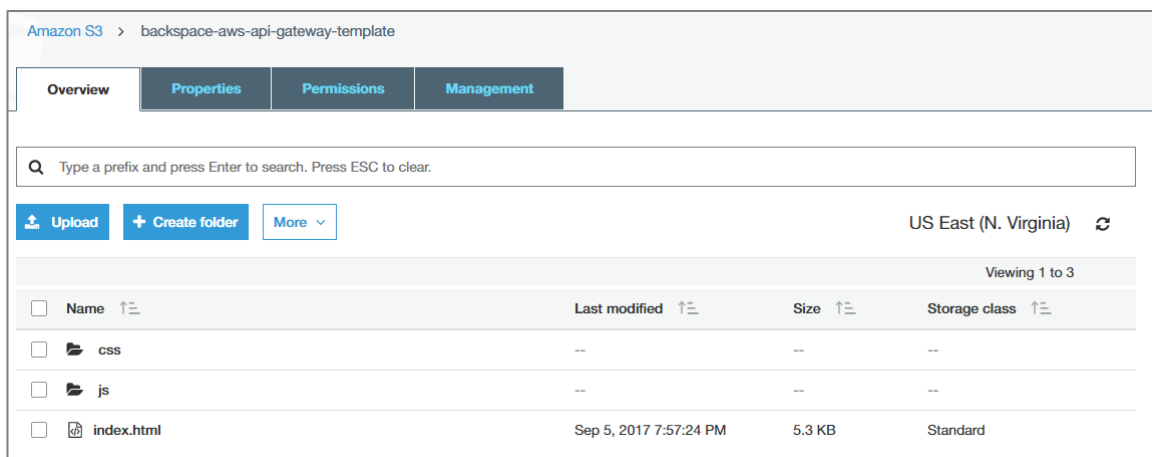 Amazon S3 > backspace-aws-api-gateway-template
Overview Properties Permissions Management
Type a prefix and press Enter to search. Press ESC to clear.
Upload + Create folder More US East (N. Virginia)
Viewing 1 to 3
Name Last modified Size Storage class
css -- -- --
js -- -- --
index.html Sep 5, 2017 7:57:24 PM 5.3 KB Standard